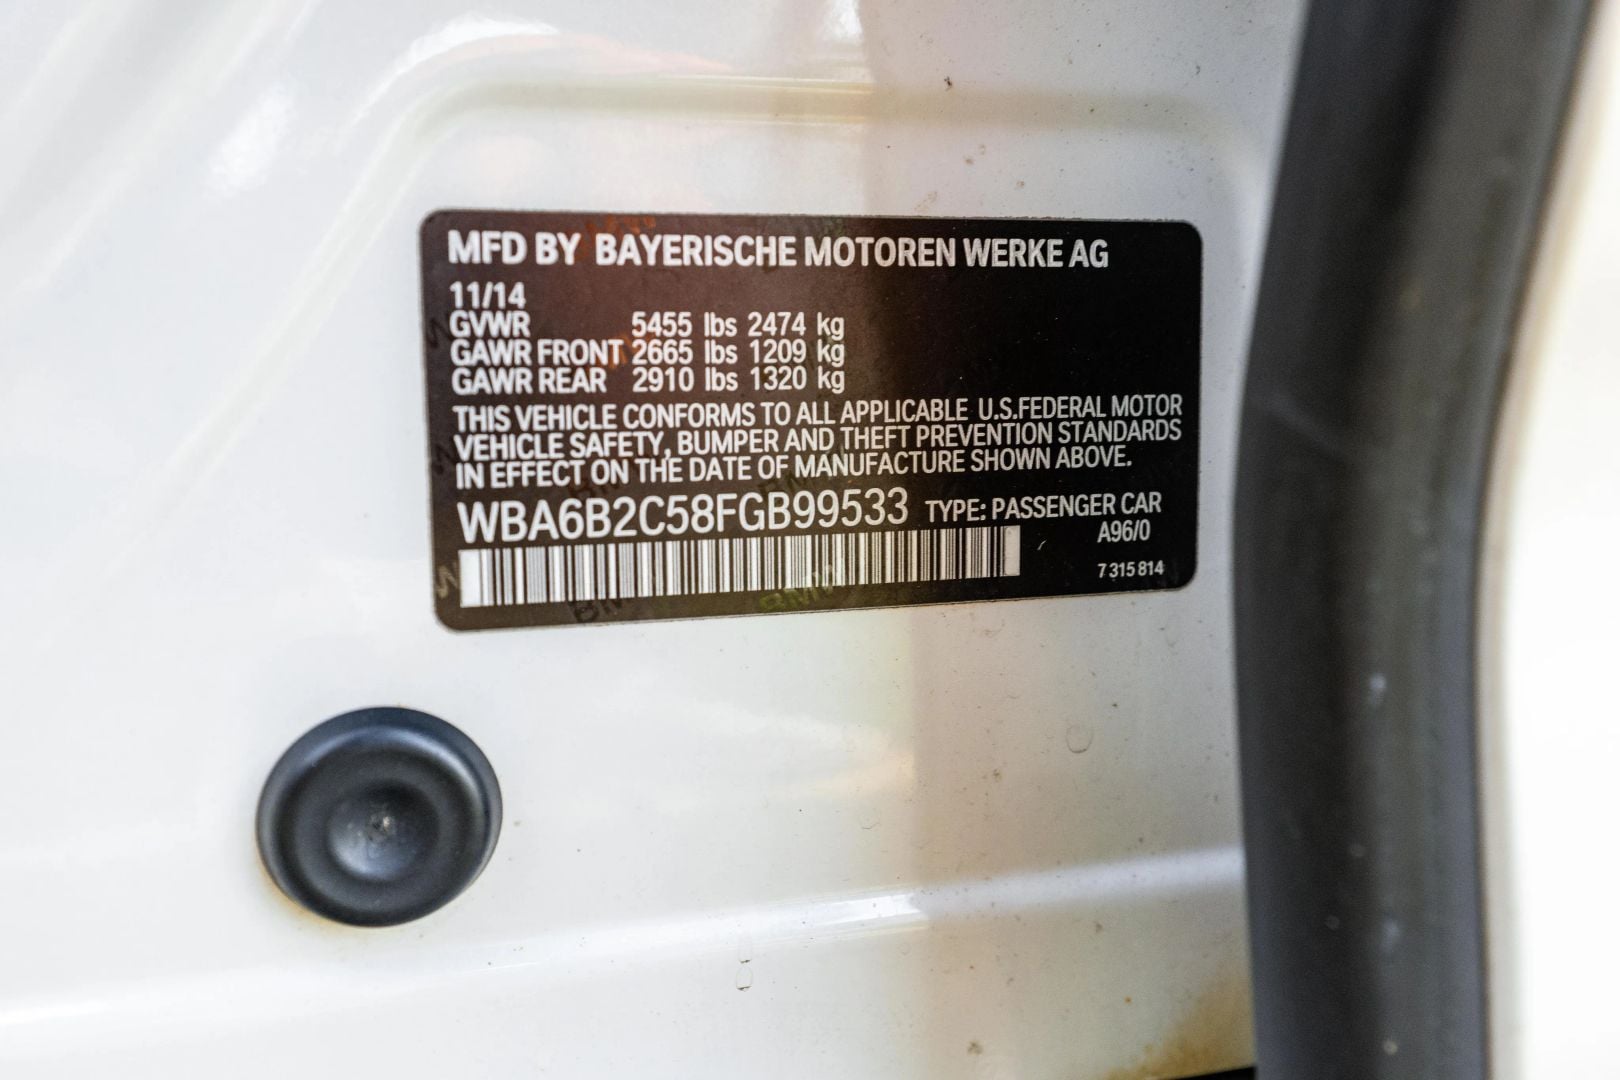 MFD BY BAYERISCHE MOTOREN WERKE AG
11/14
GVWR 5455 lbs 2474 kg
GAWR FRONT 2665 lbs 1209 kg
GAWR REAR 2910 lbs 1320 kg
THIS VEHICLE CONFORMS TO ALL APPLICABLE U.S.FEDERAL MOTOR
VEHICLE SAFETY, BUMPER AND THEFT PREVENTION STANDARDS
IN EFFECT ON THE DATE OF MANUFACTURE SHOWN ABOVE.
WBA6B2C58FGB99533 TYPE: PASSENGER CAR
A96/0
7 315 814
BMW